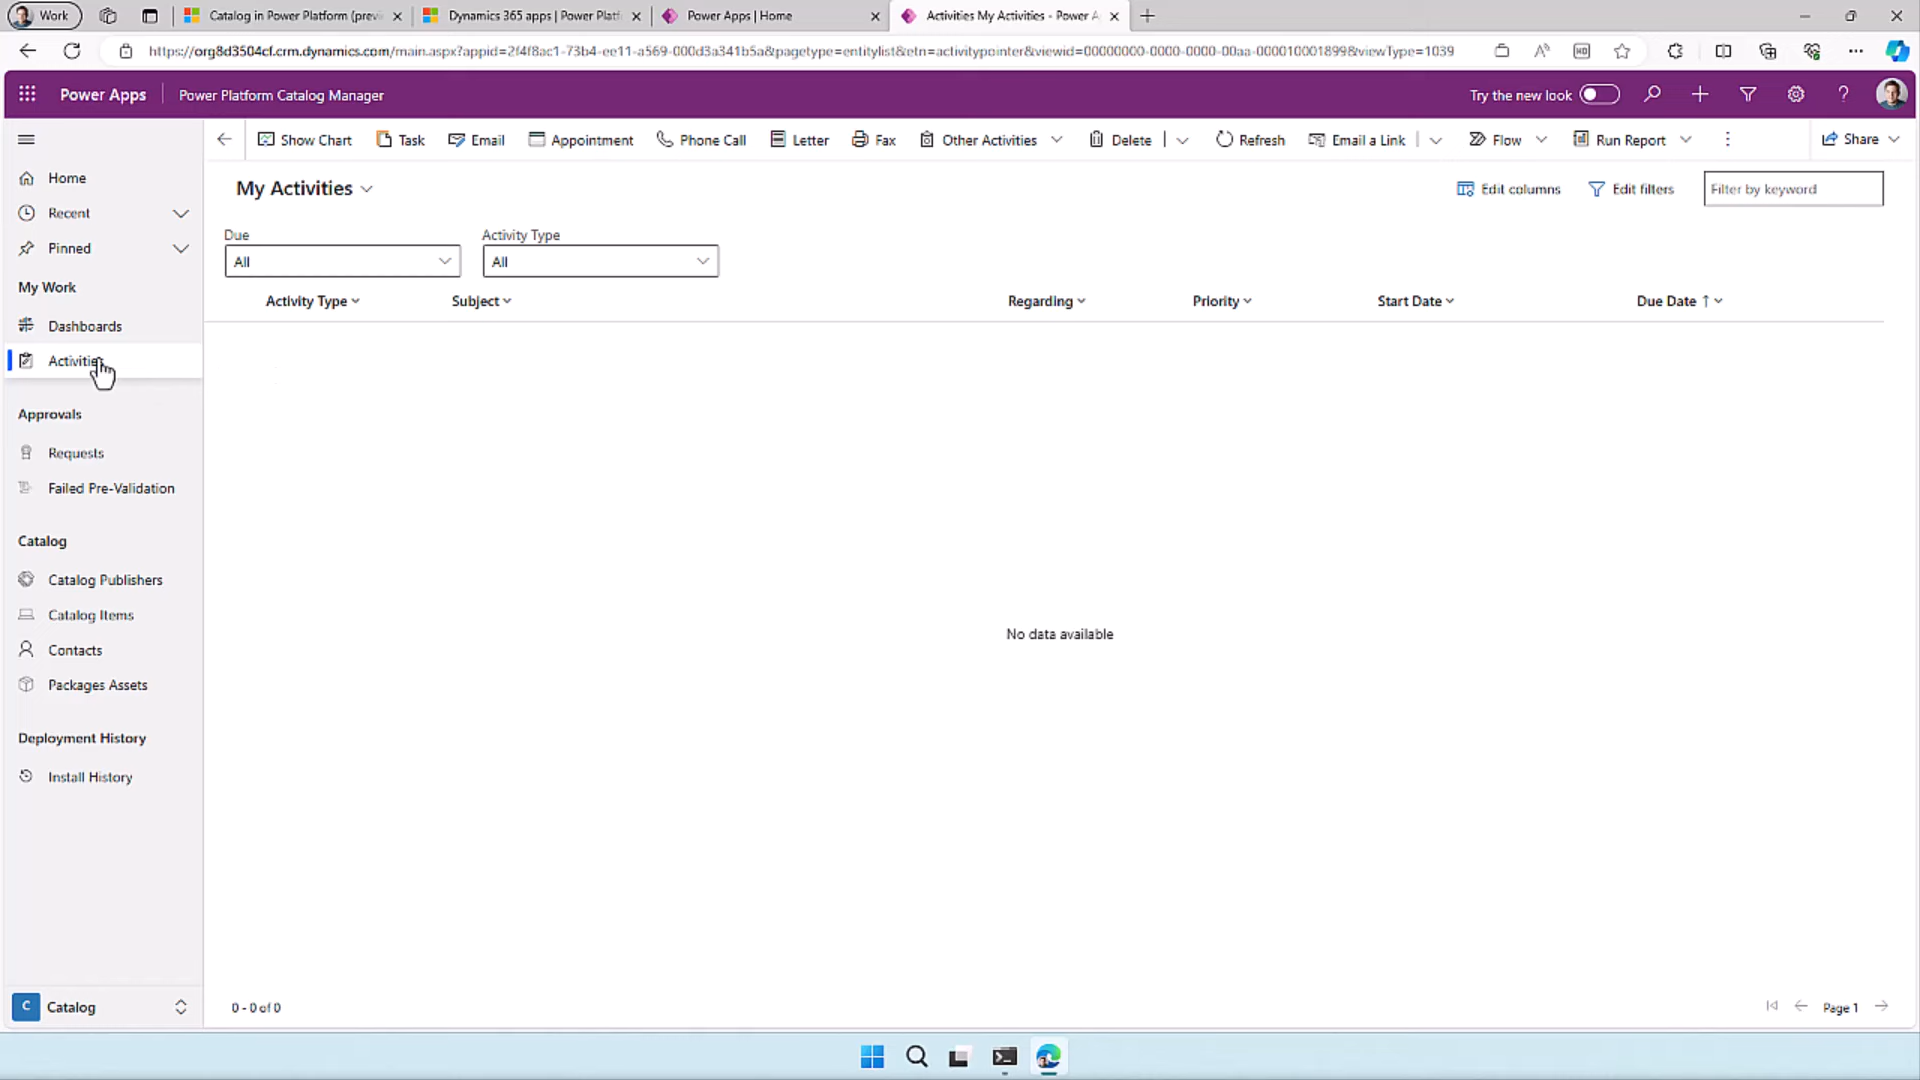 Work
Catalog in Power Platform (previ
Dynamics 365 apps | Power Platf
Power Apps | Home
Activities My Activities - Power A
https://org8d3504cf.crm.dynamics.com/main.aspx?appid=2f4f8ac1-73b4-ee11-a569-000d3a341b5a&pagetype=entitylist&etn=activitypointer&viewid=00000000-0000-0000-00aa-000010001899&viewType=1039
Power Apps
Power Platform Catalog Manager
Try the new look
Show Chart
Task
Email
Appointment
Phone Call
Letter
Fax
Other Activities
Delete
Refresh
Email a Link
Flow
Run Report
Share
Home
Recent
Pinned
My Work
Dashboards
Activities
Approvals
Requests
Failed Pre-Validation
Catalog
Catalog Publishers
Catalog Items
Contacts
Packages Assets
Deployment History
Install History
C Catalog
My Activities
Edit columns
Edit filters
Filter by keyword
Due
Activity Type
All
All
Activity Type
Subject
Regarding
Priority
Start Date
Due Date ↑
No data available
0 - 0 of 0
Page 1